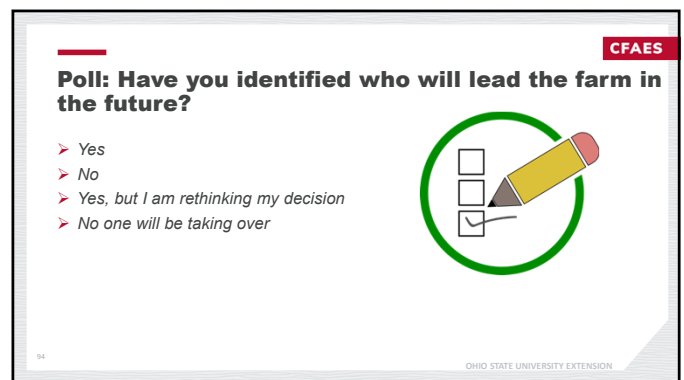 CFAES
Poll: Have you identified who will lead the farm in
the future?
➢ Yes
➢ No
➢ Yes, but I am rethinking my decision
➢ No one will be taking over
94
OHIO STATE UNIVERSITY EXTENSION